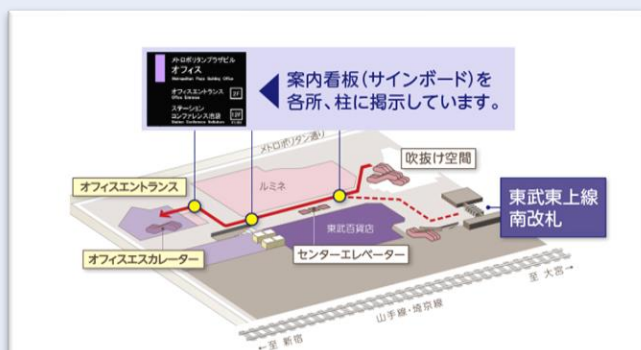 メトロポリタンプラザビル
オフィス
Metropolitan Plaza Building Office
オフィスエントランス
Office Entrance
2F
ステーション
コンファレンス池袋
Station Conference Ikebukuro
12F
案内看板(サインボード)を
各所、柱に掲示しています。
メトロポリタン通り
吹抜け空間
オフィスエントランス
ルミネ
東武東上線
南改札
東武百貨店
オフィスエスカレーター
センターエレベーター
至 大宮→
山手線・埼京線
←至 新宿